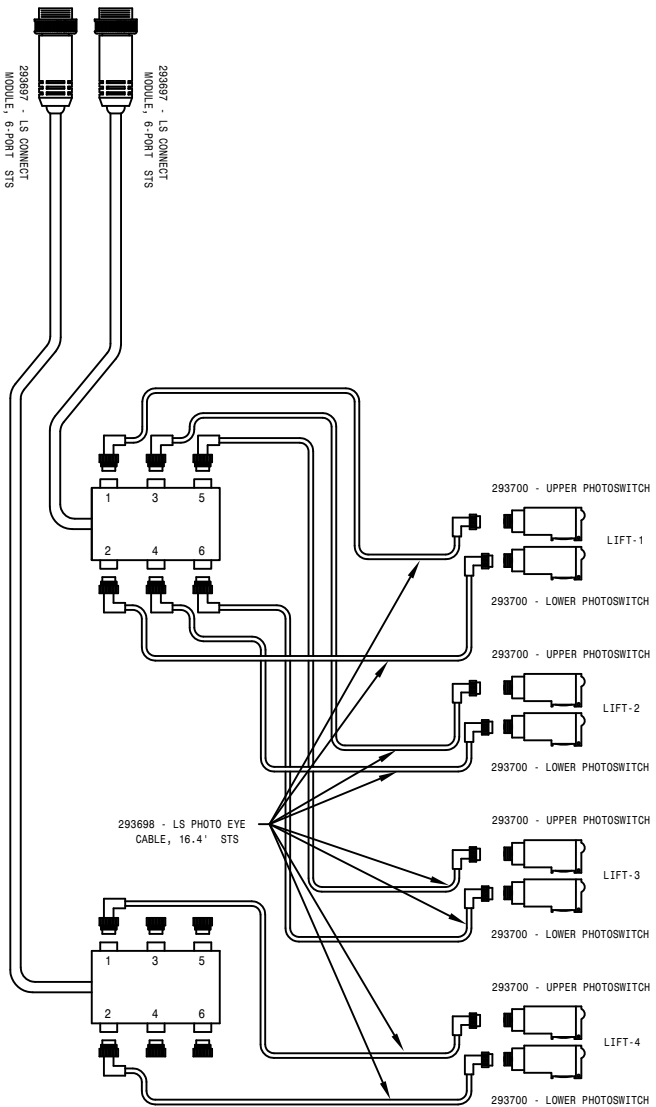 293697 - LS CONNECT
MODULE, 6-PORT STS
293697 - LS CONNECT
MODULE, 6-PORT STS
1
3
5
2
4
6
293700 - UPPER PHOTOSWITCH
LIFT-1
293700 - LOWER PHOTOSWITCH
293700 - UPPER PHOTOSWITCH
LIFT-2
293700 - LOWER PHOTOSWITCH
293698 - LS PHOTO EYE
CABLE, 16.4' STS
293700 - UPPER PHOTOSWITCH
LIFT-3
293700 - LOWER PHOTOSWITCH
1
3
5
2
4
6
293700 - UPPER PHOTOSWITCH
LIFT-4
293700 - LOWER PHOTOSWITCH